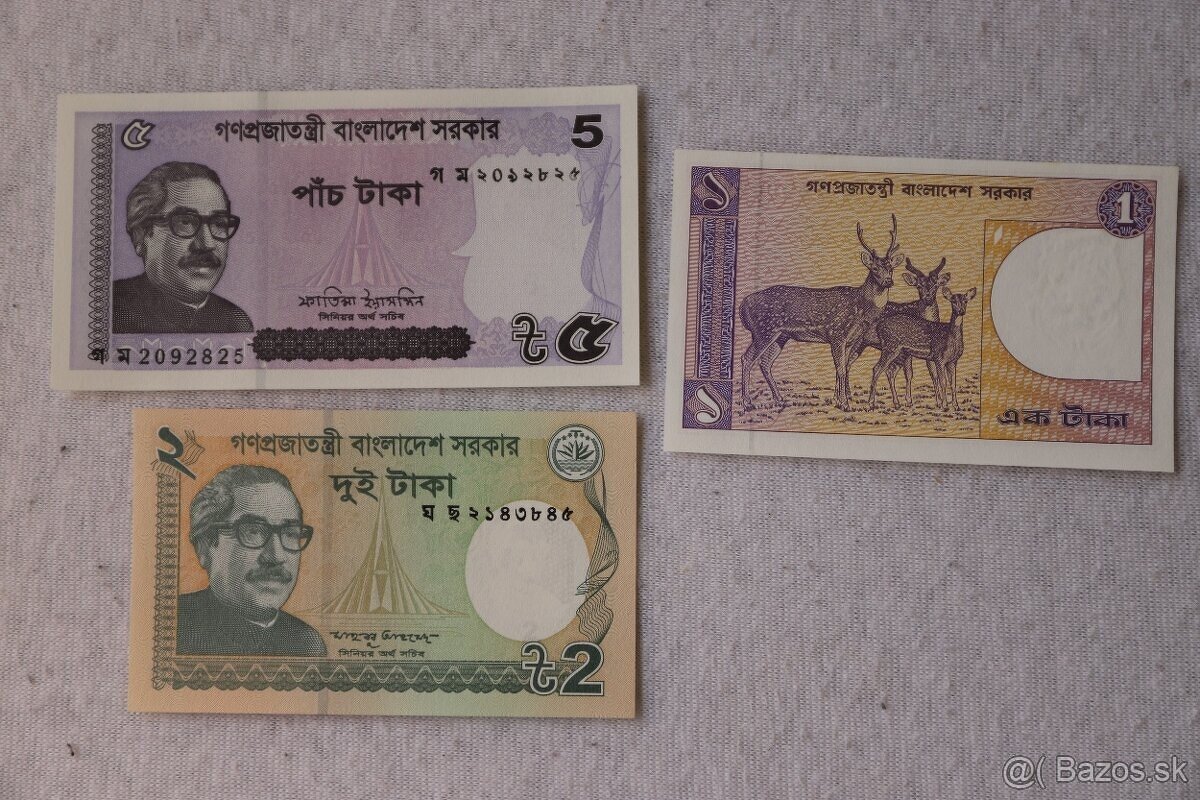 ৫
গণপ্রজাতন্ত্রী বাংলাদেশ সরকার
5
পাঁচ টাকা
গ ম ২০৯২৮২৫
ফাতিমা ইয়াসমিন
সিনিয়র অর্থ সচিব
গ ম 2092825
৳ ৫
২
গণপ্রজাতন্ত্রী বাংলাদেশ সরকার
দুই টাকা
ঘ ছ ২১৪৩৮৪৫
সিনিয়র অর্থ সচিব
৳2
১
গণপ্রজাতন্ত্রী বাংলাদেশ সরকার
1
১
এক টাকা
@( Bazos.sk